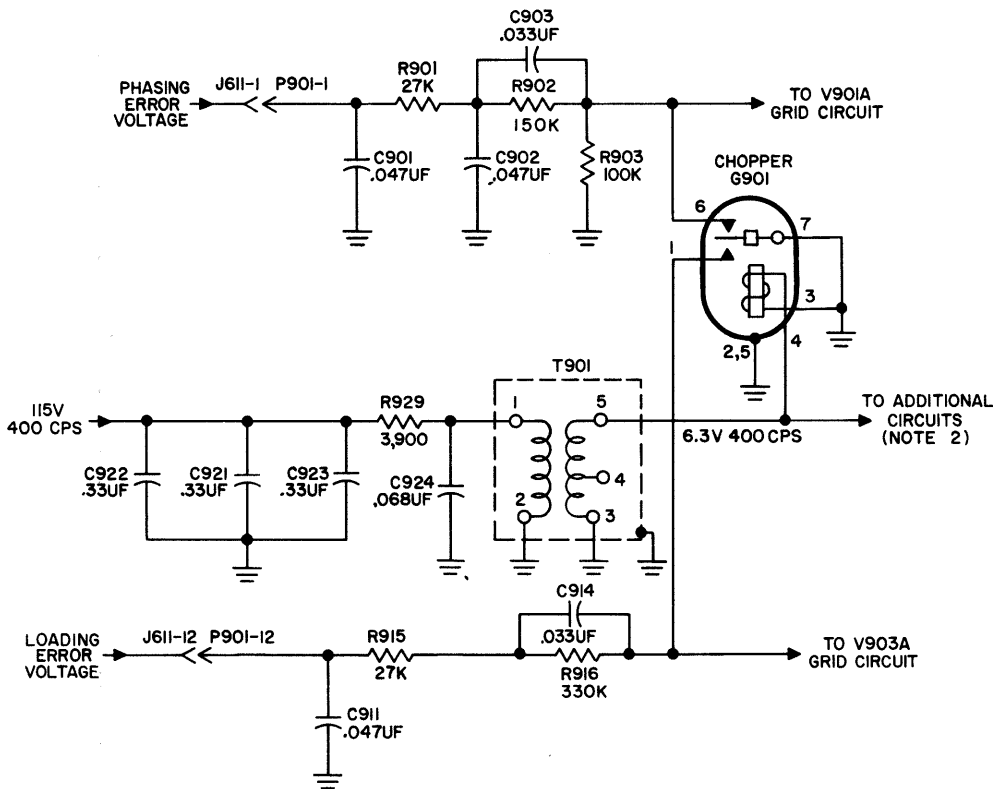 C903
.033UF
J611-1 P901-1
R901
27K
R902
150K
PHASING
ERROR
VOLTAGE
TO V901A
GRID CIRCUIT
C901
.047UF
C902
.047UF
R903
100K
CHOPPER
G901
6
7
3
4
2,5
T901
115V
400 CPS
R929
3,900
1
5
6.3V 400 CPS
TO ADDITIONAL
CIRCUITS
(NOTE 2)
C922
.33UF
C921
.33UF
C923
.33UF
C924
.068UF
2
4
3
C914
.033UF
LOADING
ERROR
VOLTAGE
J611-12 P901-12
R915
27K
R916
330K
TO V903A
GRID CIRCUIT
C911
.047UF